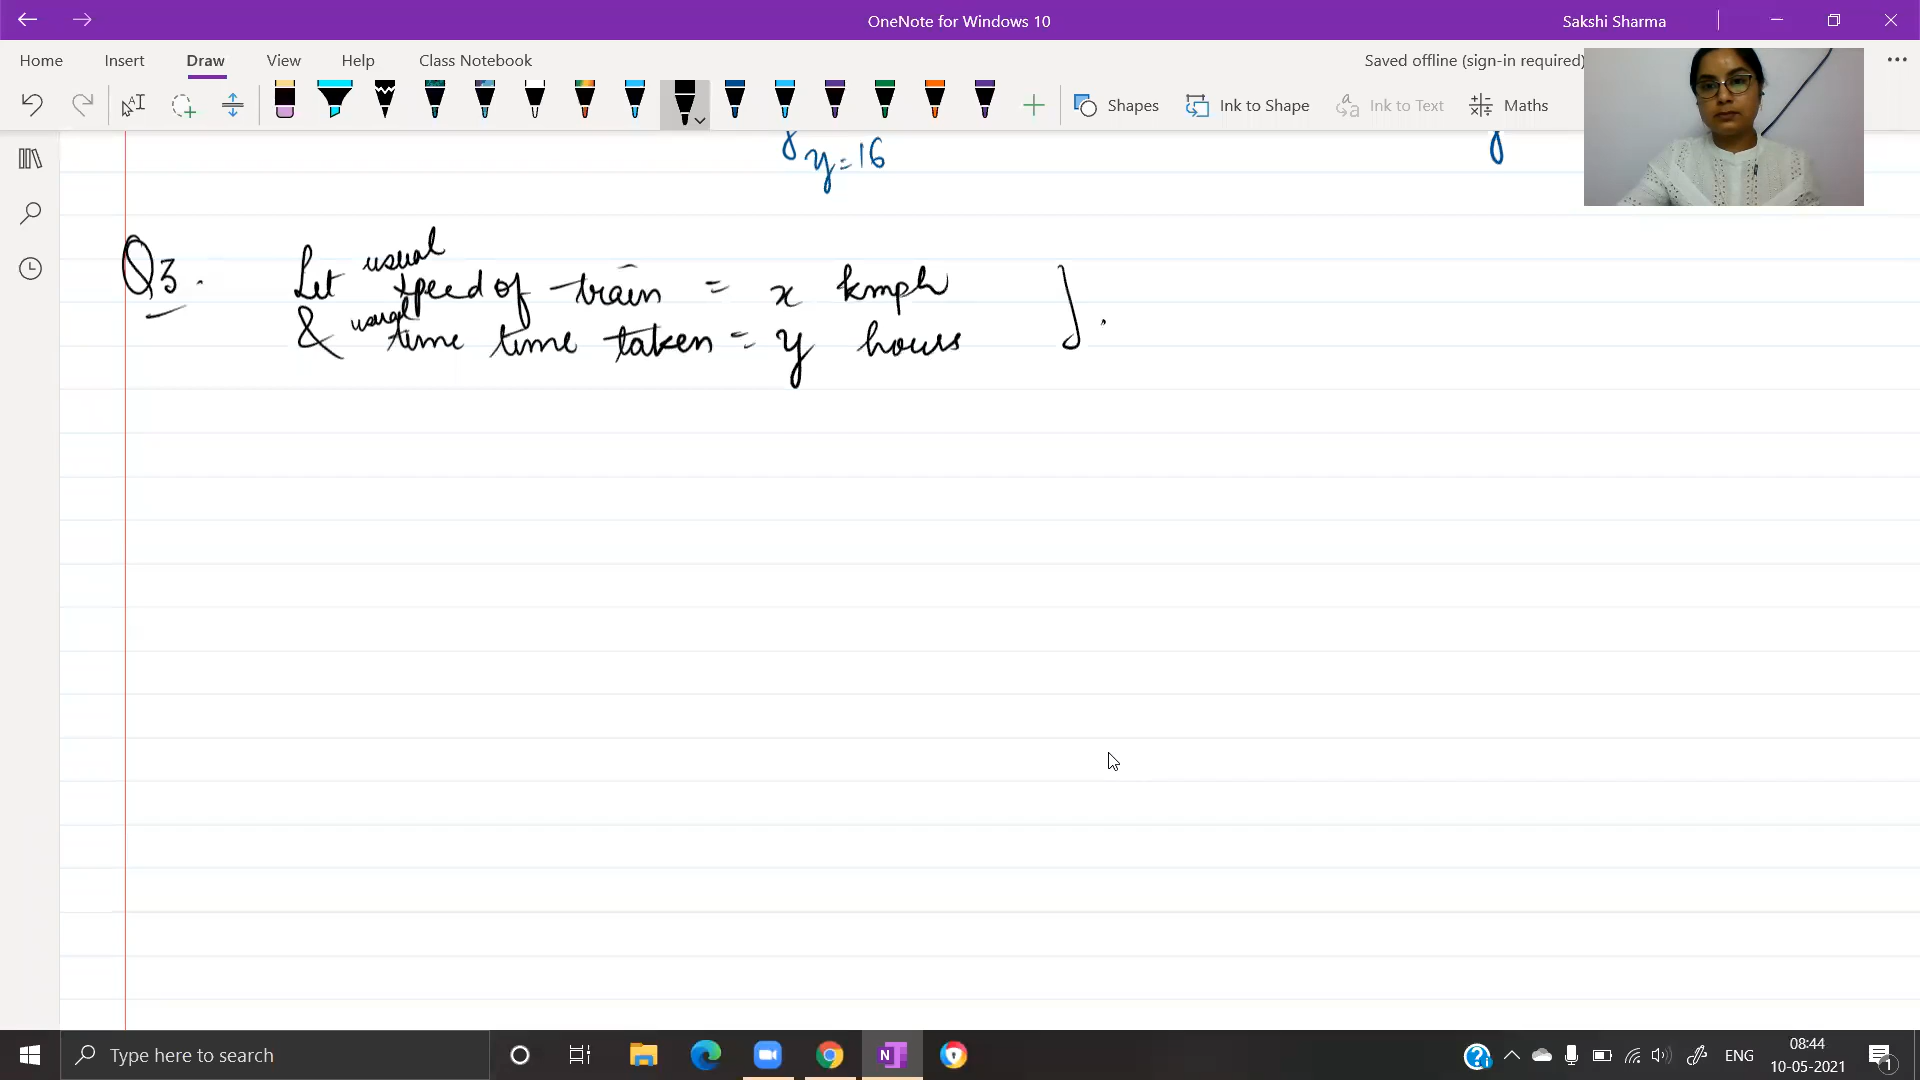 OneNote for Windows 10
Sakshi Sharma
Home Insert Draw View Help Class Notebook
Saved offline (sign-in required)
Shapes Ink to Shape Ink to Text Maths
y=16
Q3. Let usual speed of train = x kmph
& usual time time taken = y hours
Type here to search
ENG
08:44
10-05-2021
1